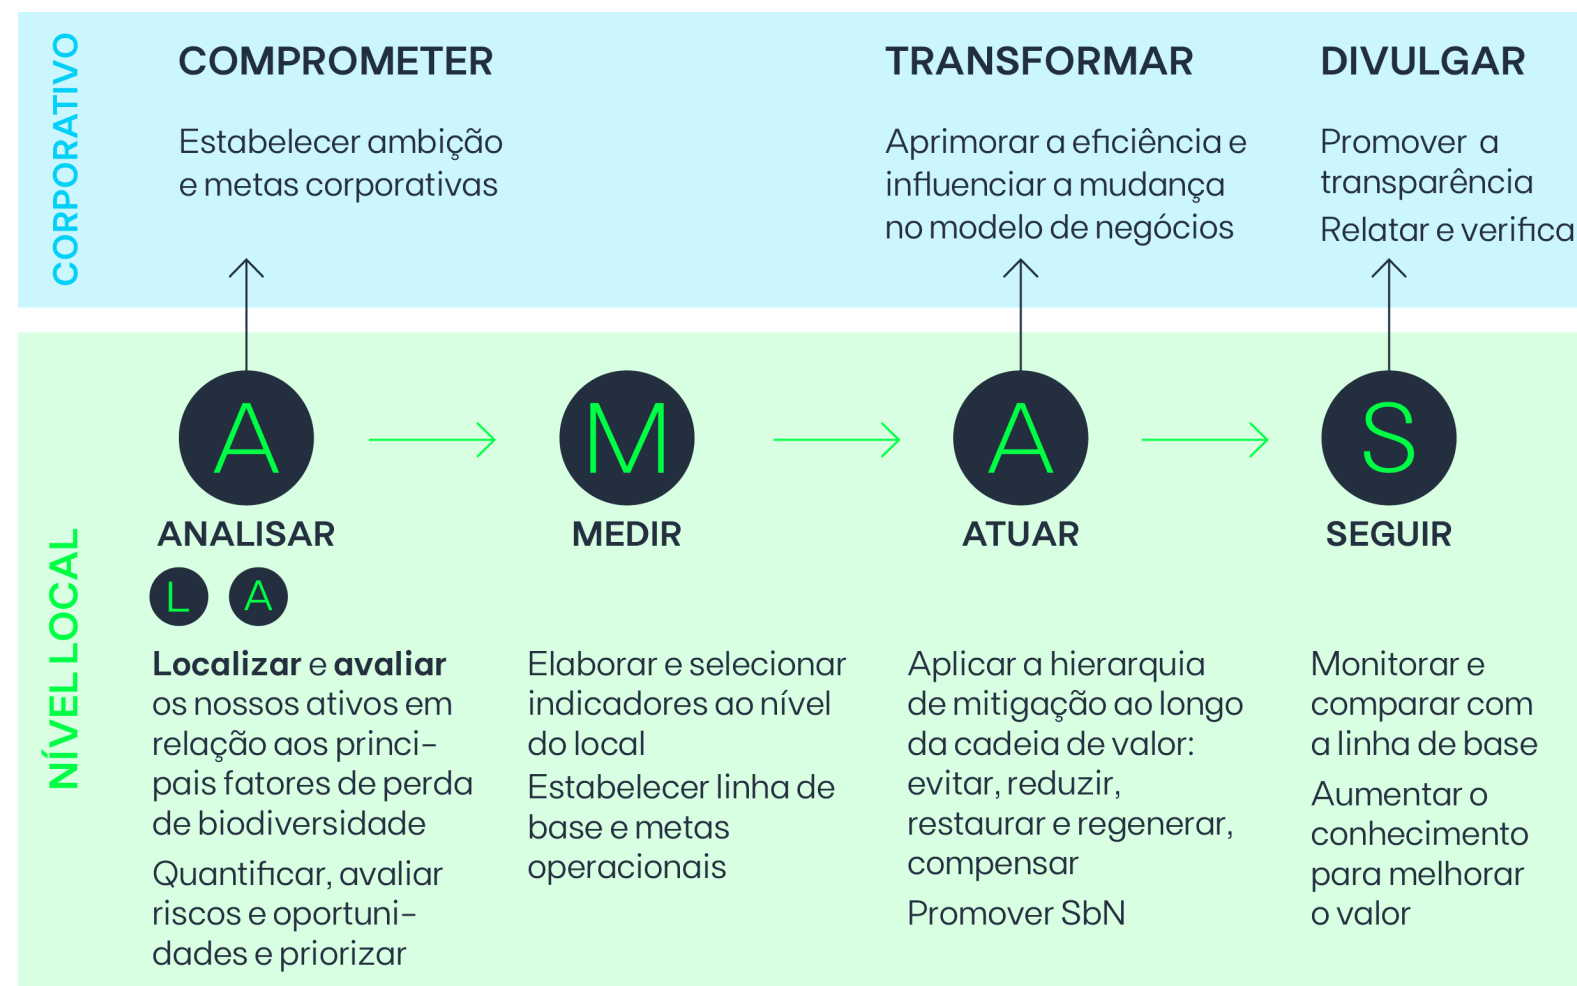 CORPORATIVO
COMPROMETER
Estabelecer ambição
e metas corporativas
TRANSFORMAR
Aprimorar a eficiência e
influenciar a mudança
no modelo de negócios
DIVULGAR
Promover a
transparência
Relatar e verifica
NÍVEL LOCAL
A
ANALISAR
L A
Localizar e avaliar
os nossos ativos em
relação aos princi-
pais fatores de perda
de biodiversidade
Quantificar, avaliar
riscos e oportuni-
dades e priorizar
M
MEDIR
Elaborar e selecionar
indicadores ao nível
do local
Estabelecer linha de
base e metas
operacionais
A
ATUAR
Aplicar a hierarquia
de mitigação ao longo
da cadeia de valor:
evitar, reduzir,
restaurar e regenerar,
compensar
Promover SbN
S
SEGUIR
Monitorar e
comparar com
a linha de base
Aumentar o
conhecimento
para melhorar
o valor